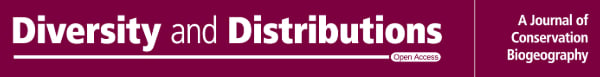 Diversity and Distributions
Open Access
A Journal of
Conservation
Biogeography